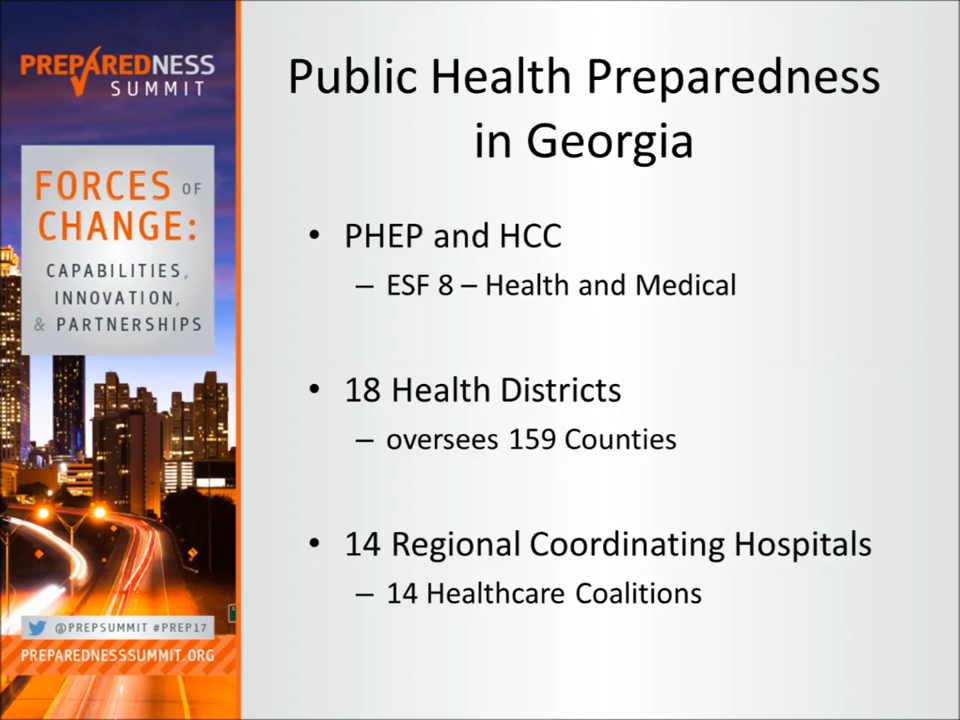 PREPAREDNESS
SUMMIT
FORCES OF
CHANGE:
CAPABILITIES,
INNOVATION,
& PARTNERSHIPS
@PREPSUMMIT #PREP17
PREPAREDNESSSUMMIT.ORG
Public Health Preparedness
in Georgia
• PHEP and HCC
– ESF 8 – Health and Medical
• 18 Health Districts
– oversees 159 Counties
• 14 Regional Coordinating Hospitals
– 14 Healthcare Coalitions